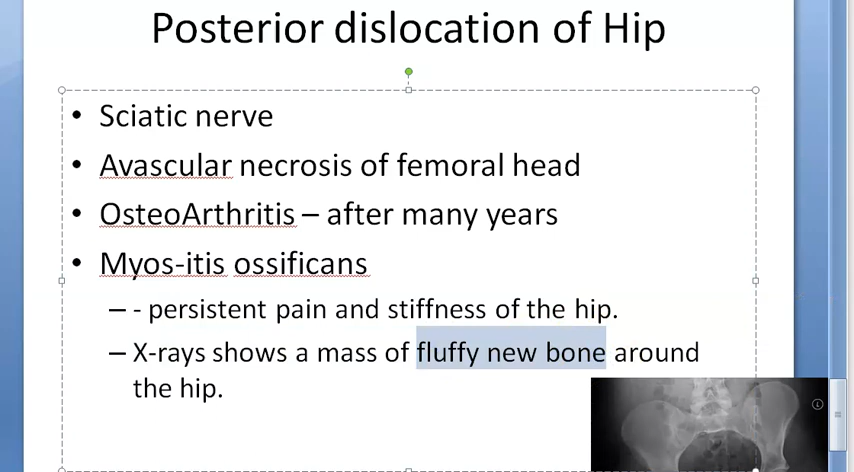 Posterior dislocation of Hip
• Sciatic nerve
• Avascular necrosis of femoral head
• OsteoArthritis – after many years
• Myos-itis ossificans
– - persistent pain and stiffness of the hip.
– X-rays shows a mass of fluffy new bone around
the hip.
L